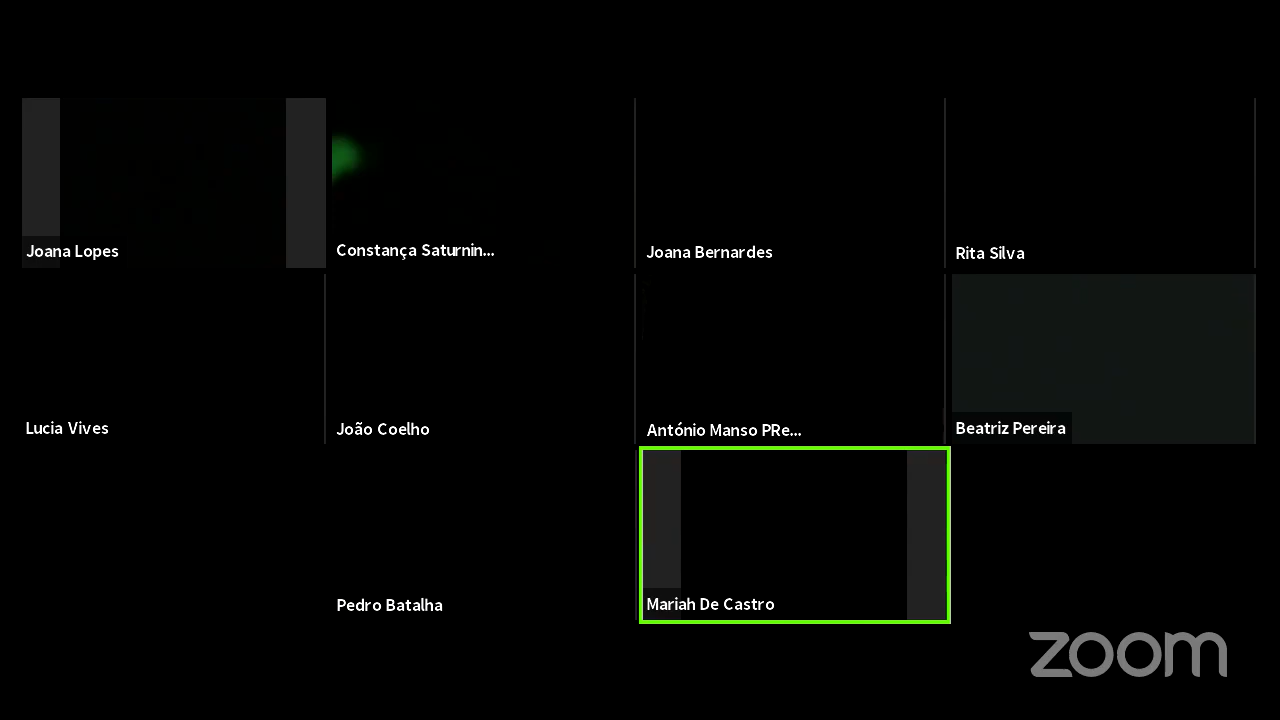 Joana Lopes
Constança Saturnin...
Joana Bernardes
Rita Silva
Lucia Vives
João Coelho
António Manso PRe...
Beatriz Pereira
Pedro Batalha
Mariah De Castro
zoom